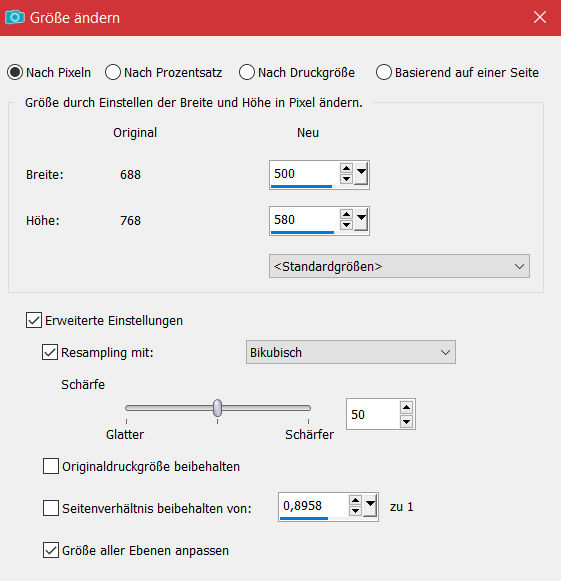 Größe ändern
Nach Pixeln Nach Prozentsatz Nach Druckgröße Basierend auf einer Seite
Größe durch Einstellen der Breite und Höhe in Pixel ändern.
Original Neu
Breite: 688 500
Höhe: 768 580
<Standardgrößen>
Erweiterte Einstellungen
Resampling mit: Bikubisch
Schärfe
50
Glatter Schärfer
Originaldruckgröße beibehalten
Seitenverhältnis beibehalten von: 0,8958 zu 1
Größe aller Ebenen anpassen